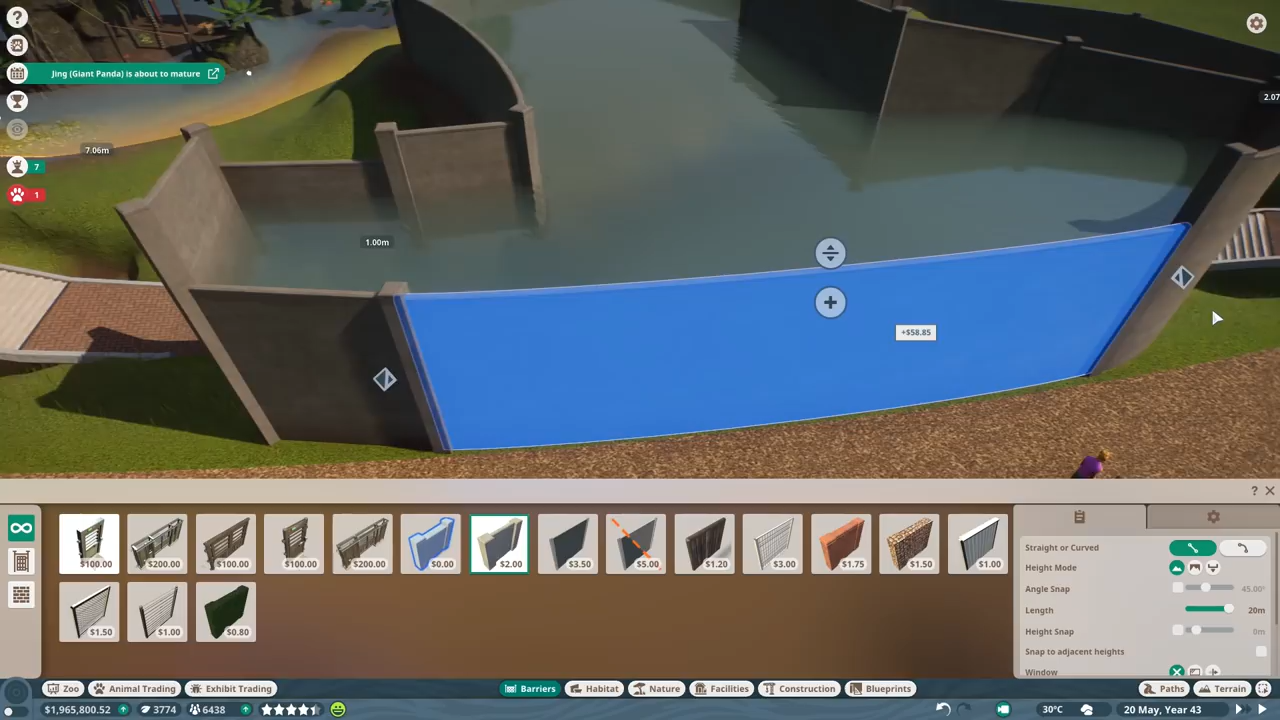 Jing (Giant Panda) is about to mature
2.07
7.06m
7
1
1.00m
+$58.85
?
$100.00
$200.00
$100.00
$100.00
$200.00
$0.00
$2.00
$3.50
$5.00
$1.20
$3.00
$1.75
$1.50
$1.00
$1.50
$1.00
$0.80
Straight or Curved
Height Mode
Angle Snap 45.00°
Length 20m
Height Snap 0m
Snap to adjacent heights
Window
Zoo
Animal Trading
Exhibit Trading
Barriers
Habitat
Nature
Facilities
Construction
Blueprints
Paths
Terrain
$1,965,800.52
3774
6438
30°C
20 May, Year 43